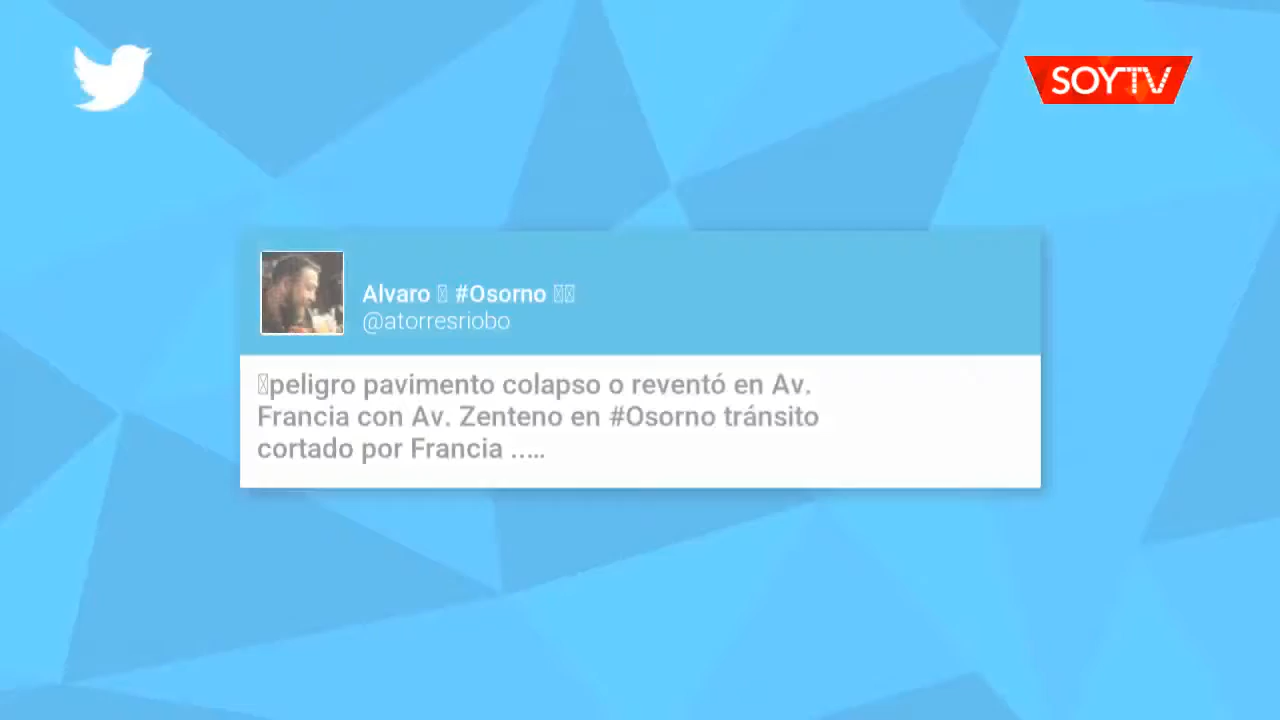 SOYTV
Alvaro #Osorno
@atorresriobo
peligro pavimento colapso o reventó en Av.
Francia con Av. Zenteno en #Osorno tránsito
cortado por Francia .....